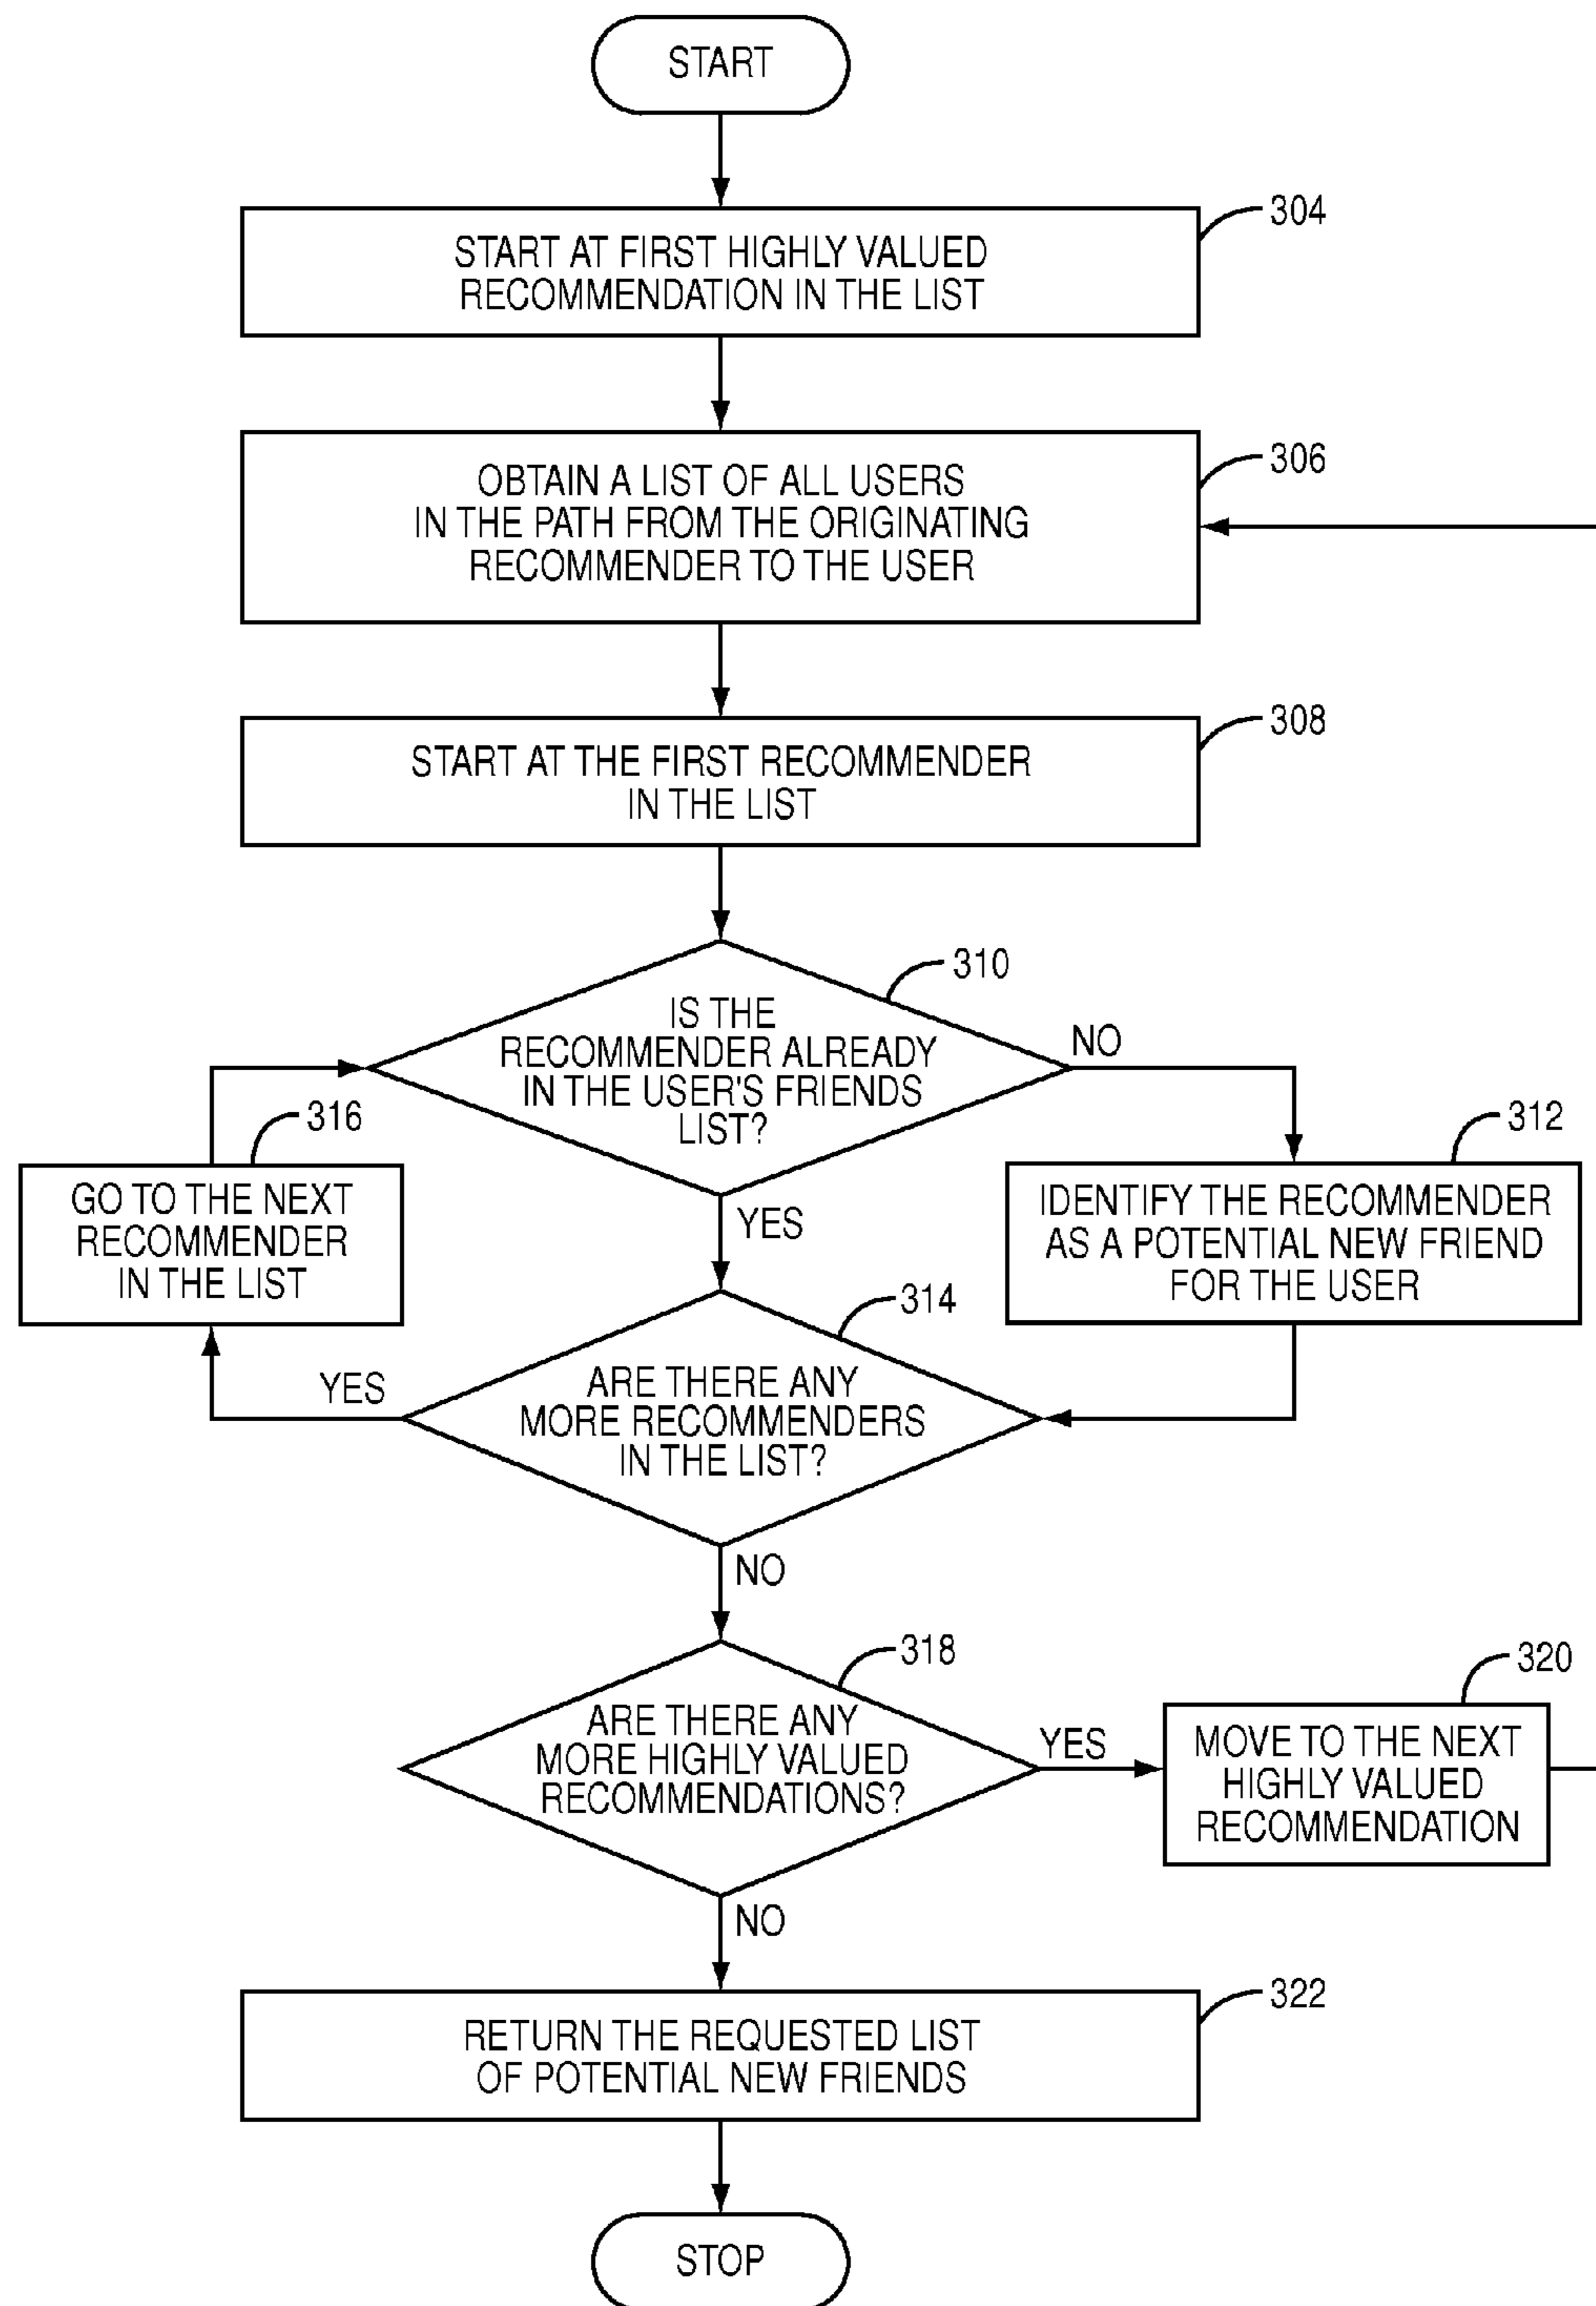 START
304
START AT FIRST HIGHLY VALUED
RECOMMENDATION IN THE LIST
306
OBTAIN A LIST OF ALL USERS
IN THE PATH FROM THE ORIGINATING
RECOMMENDER TO THE USER
308
START AT THE FIRST RECOMMENDER
IN THE LIST
310
IS THE
RECOMMENDER ALREADY
IN THE USER'S FRIENDS
LIST?
NO
YES
312
IDENTIFY THE RECOMMENDER
AS A POTENTIAL NEW FRIEND
FOR THE USER
316
GO TO THE NEXT
RECOMMENDER
IN THE LIST
314
ARE THERE ANY
MORE RECOMMENDERS
IN THE LIST?
YES
NO
318
ARE THERE ANY
MORE HIGHLY VALUED
RECOMMENDATIONS?
YES
320
MOVE TO THE NEXT
HIGHLY VALUED
RECOMMENDATION
NO
322
RETURN THE REQUESTED LIST
OF POTENTIAL NEW FRIENDS
STOP